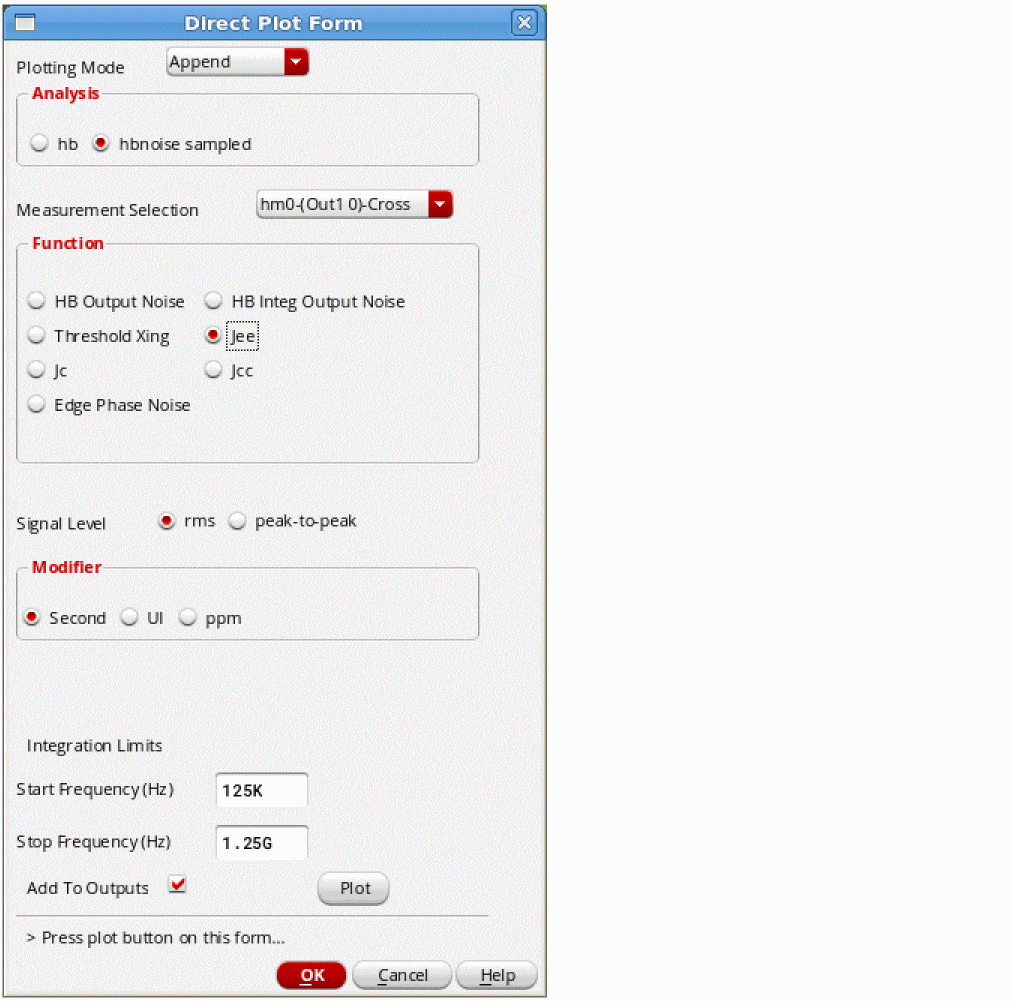 Direct Plot Form
Plotting Mode Append
Analysis
hb hbnoise sampled
Measurement Selection hm0-(Out1 0)-Cross
Function
HB Output Noise HB Integ Output Noise
Threshold Xing Jee
Jc Jcc
Edge Phase Noise
Signal Level rms peak-to-peak
Modifier
Second UI ppm
Integration Limits
Start Frequency(Hz) 125K
Stop Frequency(Hz) 1.25G
Add To Outputs Plot
> Press plot button on this form...
OK Cancel Help